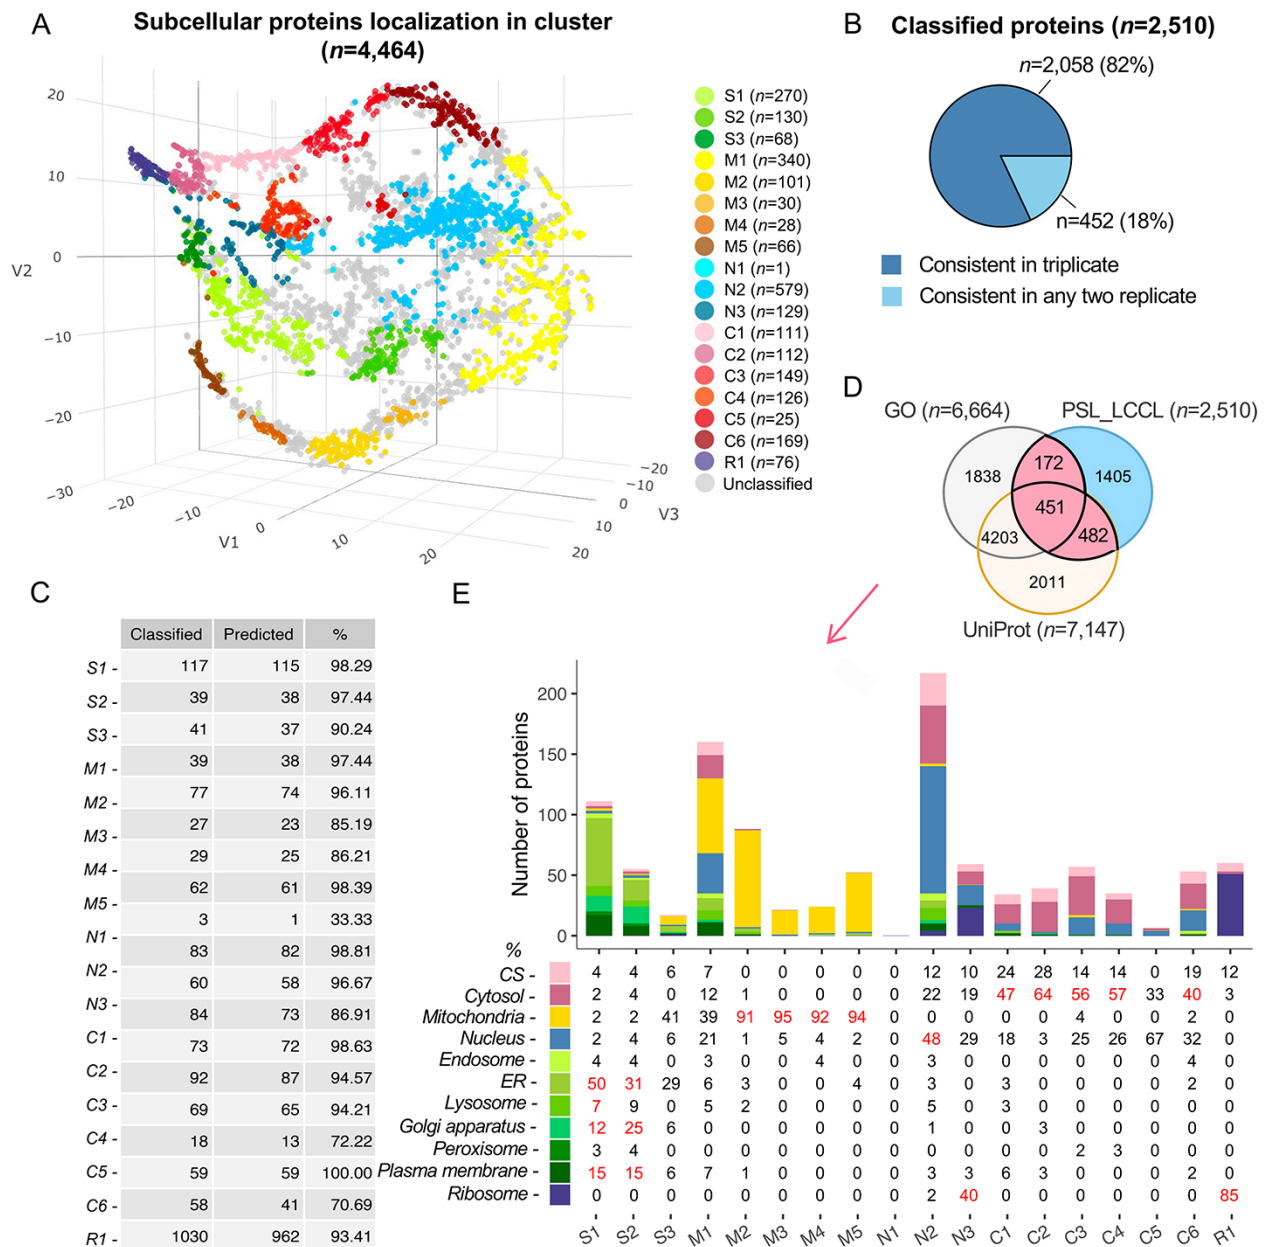 A
Subcellular proteins localization in cluster
(n=4,464)
20
10
0
V2
−10
−20
−30
−20
−10
V1
0
10
20
20
10
0
−10
−20
V3
S1 (n=270)
S2 (n=130)
S3 (n=68)
M1 (n=340)
M2 (n=101)
M3 (n=30)
M4 (n=28)
M5 (n=66)
N1 (n=1)
N2 (n=579)
N3 (n=129)
C1 (n=111)
C2 (n=112)
C3 (n=149)
C4 (n=126)
C5 (n=25)
C6 (n=169)
R1 (n=76)
Unclassified
B
Classified proteins (n=2,510)
n=2,058 (82%)
n=452 (18%)
Consistent in triplicate
Consistent in any two replicate
D
GO (n=6,664) PSL_LCCL (n=2,510)
1838 172 1405
451
4203 482
2011
UniProt (n=7,147)
C
Classified Predicted %
S1 - 117 115 98.29
S2 - 39 38 97.44
S3 - 41 37 90.24
M1 - 39 38 97.44
M2 - 77 74 96.11
M3 - 27 23 85.19
M4 - 29 25 86.21
M5 - 62 61 98.39
N1 - 3 1 33.33
N2 - 83 82 98.81
N3 - 60 58 96.67
C1 - 84 73 86.91
C2 - 73 72 98.63
C3 - 92 87 94.57
C4 - 69 65 94.21
C5 - 18 13 72.22
C6 - 59 59 100.00
R1 - 58 41 70.69
1030 962 93.41
E
Number of proteins
200
150
100
50
0
%
CS - 4 4 6 7 0 0 0 0 0 12 10 24 28 14 14 0 19 12
Cytosol - 2 4 0 12 1 0 0 0 0 22 19 47 64 56 57 33 40 3
Mitochondria - 2 2 41 39 91 95 92 94 0 0 0 0 0 4 0 0 2 0
Nucleus - 2 4 6 21 1 5 4 2 0 48 29 18 3 25 26 67 32 0
Endosome - 4 4 0 3 0 0 4 0 0 3 0 0 0 0 0 0 4 0
ER - 50 31 29 6 3 0 0 4 0 3 0 3 0 0 0 0 2 0
Lysosome - 7 9 0 5 2 0 0 0 0 5 0 3 0 0 0 0 0 0
Golgi apparatus - 12 25 6 0 0 0 0 0 0 1 0 0 3 0 0 0 0 0
Peroxisome - 3 4 0 0 0 0 0 0 0 0 0 0 0 2 3 0 0 0
Plasma membrane - 15 15 6 7 1 0 0 0 0 3 3 6 3 0 0 0 2 0
Ribosome - 0 0 0 0 0 0 0 0 0 2 40 0 0 0 0 0 0 85
S1 S2 S3 M1 M2 M3 M4 M5 N1 N2 N3 C1 C2 C3 C4 C5 C6 R1